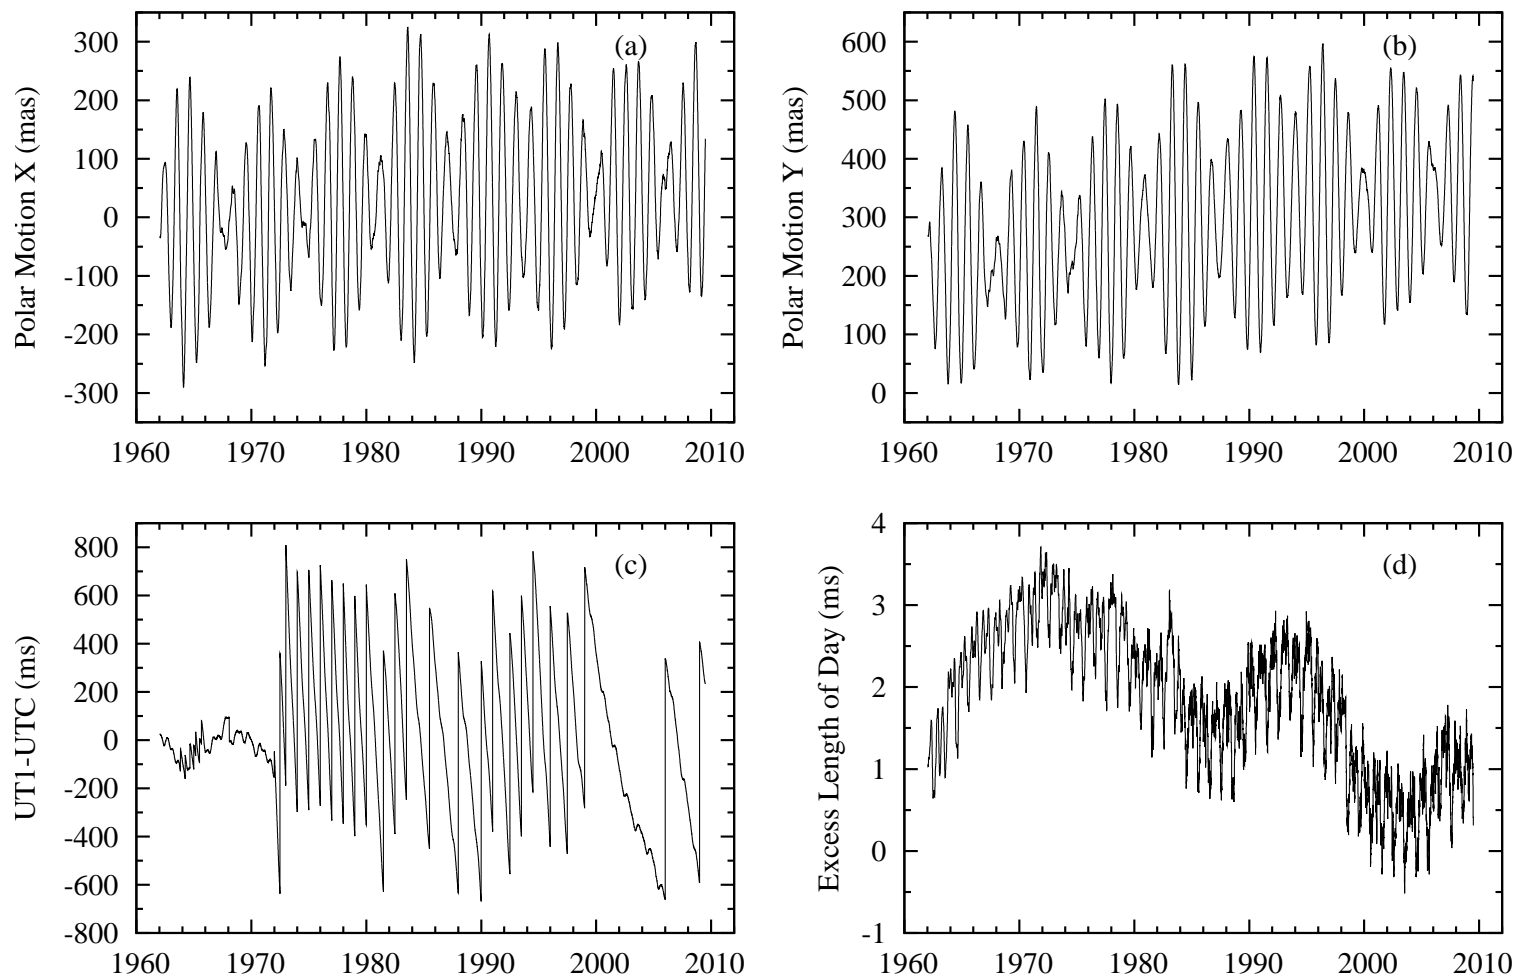 (a)
Polar Motion X (mas)
300
200
100
0
-100
-200
-300
1960 1970 1980 1990 2000 2010
(b)
Polar Motion Y (mas)
600
500
400
300
200
100
0
1960 1970 1980 1990 2000 2010
(c)
UT1-UTC (ms)
800
600
400
200
0
-200
-400
-600
-800
1960 1970 1980 1990 2000 2010
(d)
Excess Length of Day (ms)
4
3
2
1
0
-1
1960 1970 1980 1990 2000 2010